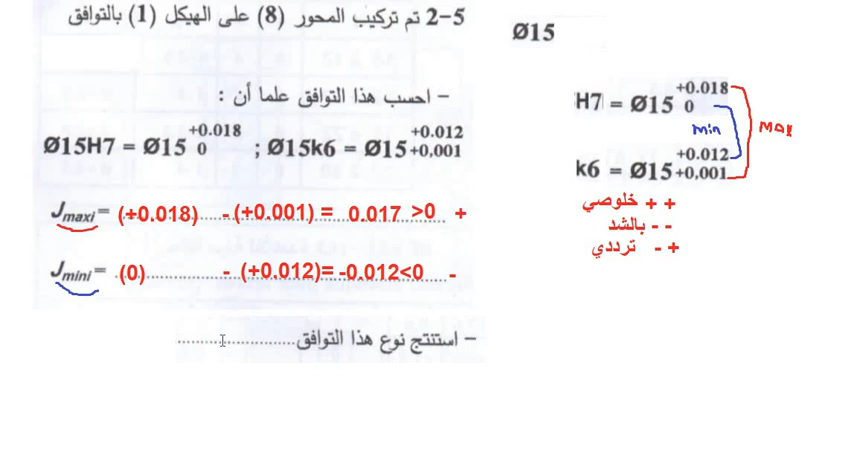 2-5 تم تركيب المحور (8) على الهيكل (1) بالتوافق
Ø15
- احسب هذا التوافق علما أن :
Ø15H7 = Ø15 +0.018 0 ; Ø15k6 = Ø15 +0.012 +0,001
H7 = Ø15 +0.018 0
min
max
k6 = Ø15 +0.012 +0,001
Jmaxi = (+0.018) - (+0.001) = 0.017 >0 +
Jmini = (0) - (+0.012)= -0.012<0 -
خلوصي + +
بالشد - -
ترددي - +
- استنتج نوع هذا التوافق